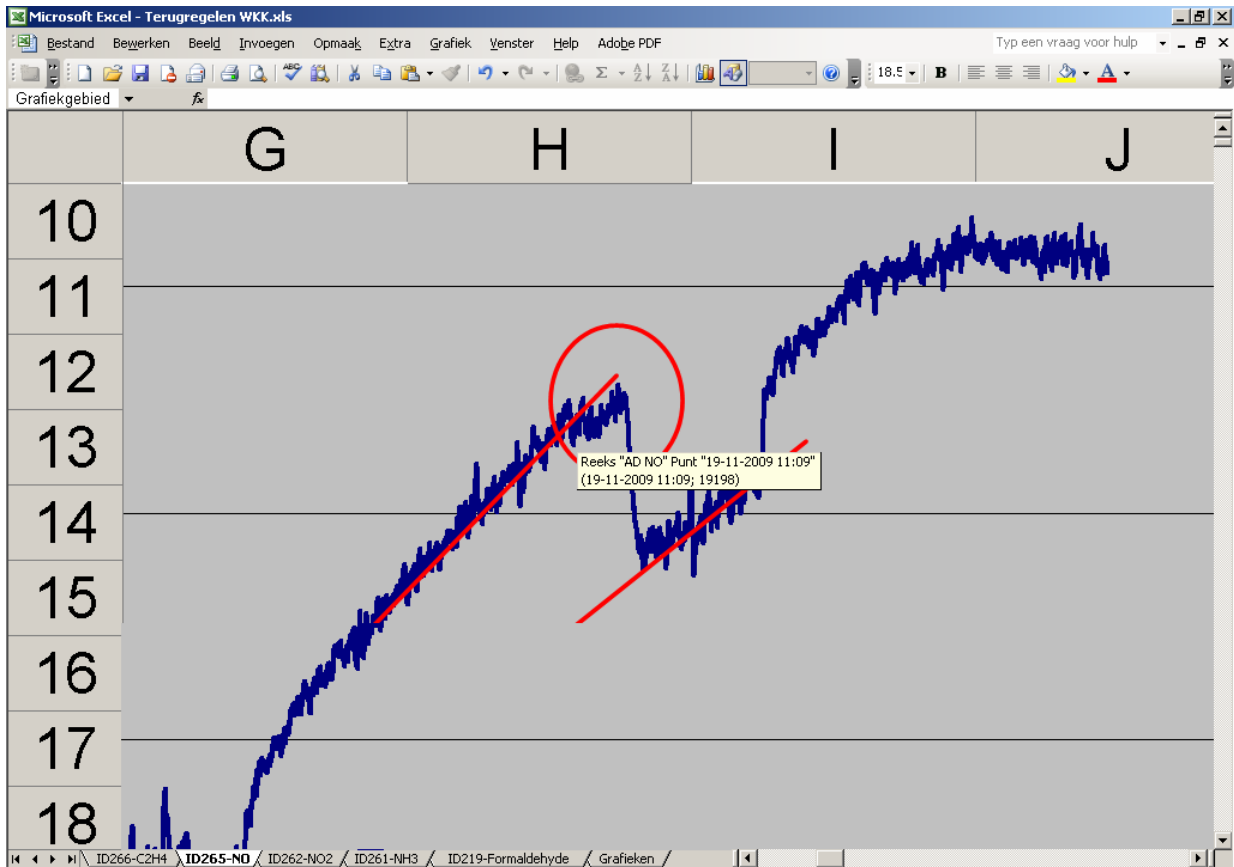 Microsoft Excel - Terugregelen WKK.xls
Bestand Bewerken Beeld Invoegen Opmaak Extra Grafiek Venster Help Adobe PDF Typ een vraag voor hulp
18.5 B A
Grafiekgebied fx
G H I J
10
11
12
13
Reeks "AD NO" Punt "19-11-2009 11:09"
(19-11-2009 11:09; 19198)
14
15
16
17
18
ID266-C2H4 ID265-NO ID262-NO2 ID261-NH3 ID219-Formaldehyde Grafieken